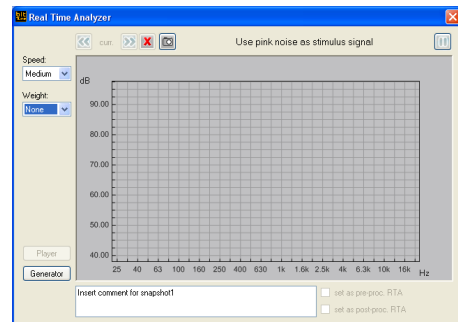 Real Time Analyzer
curr.
Use pink noise as stimulus signal
Speed:
Medium
Weight:
None
dB
90.00
80.00
70.00
60.00
50.00
40.00
25 40 63 100 160 250 400 630 1k 1.6k 2.5k 4k 6.3k 10k 16k Hz
Player
Generator
Insert comment for snapshot1
set as pre-proc. RTA
set as post-proc. RTA